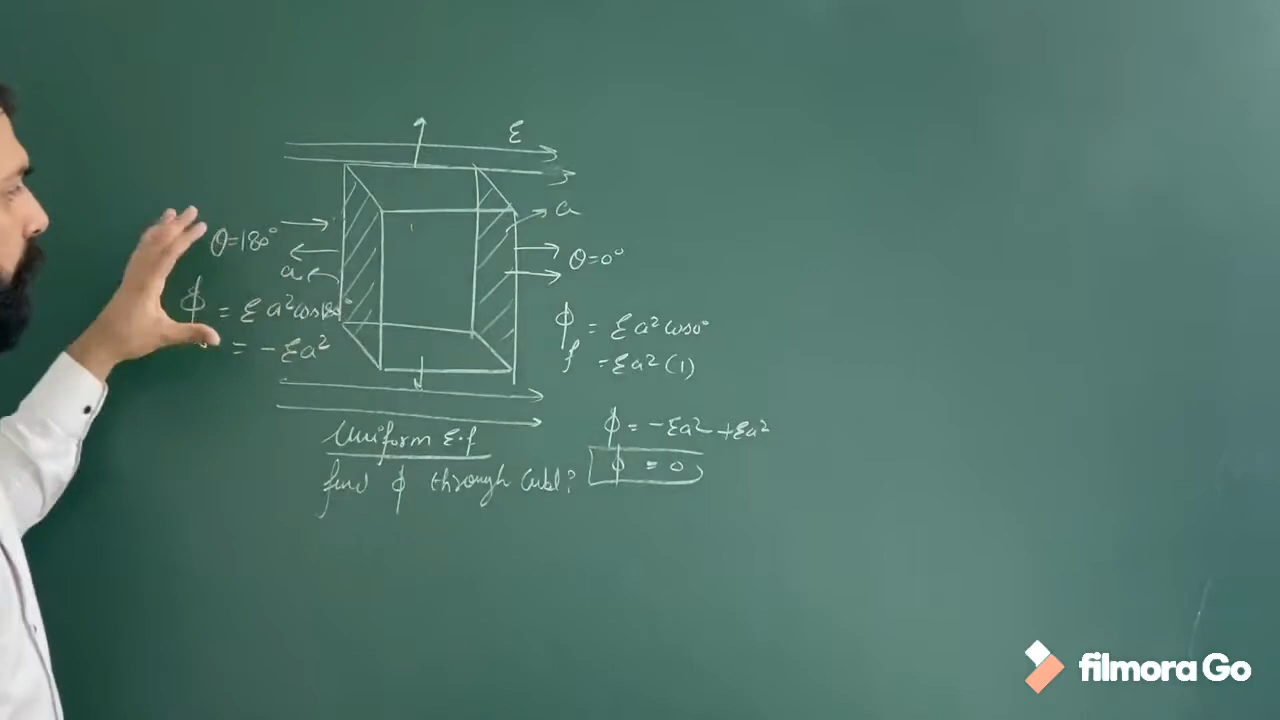 E
a
θ=180°
θ=0°
a
ϕ = Ea²cos180°
= -Ea²
ϕ = Ea²cos0°
f = Ea²(1)
ϕ = -Ea²+Ea²
ϕ = 0
Uniform E.f
find ϕ through Cube?
filmora Go